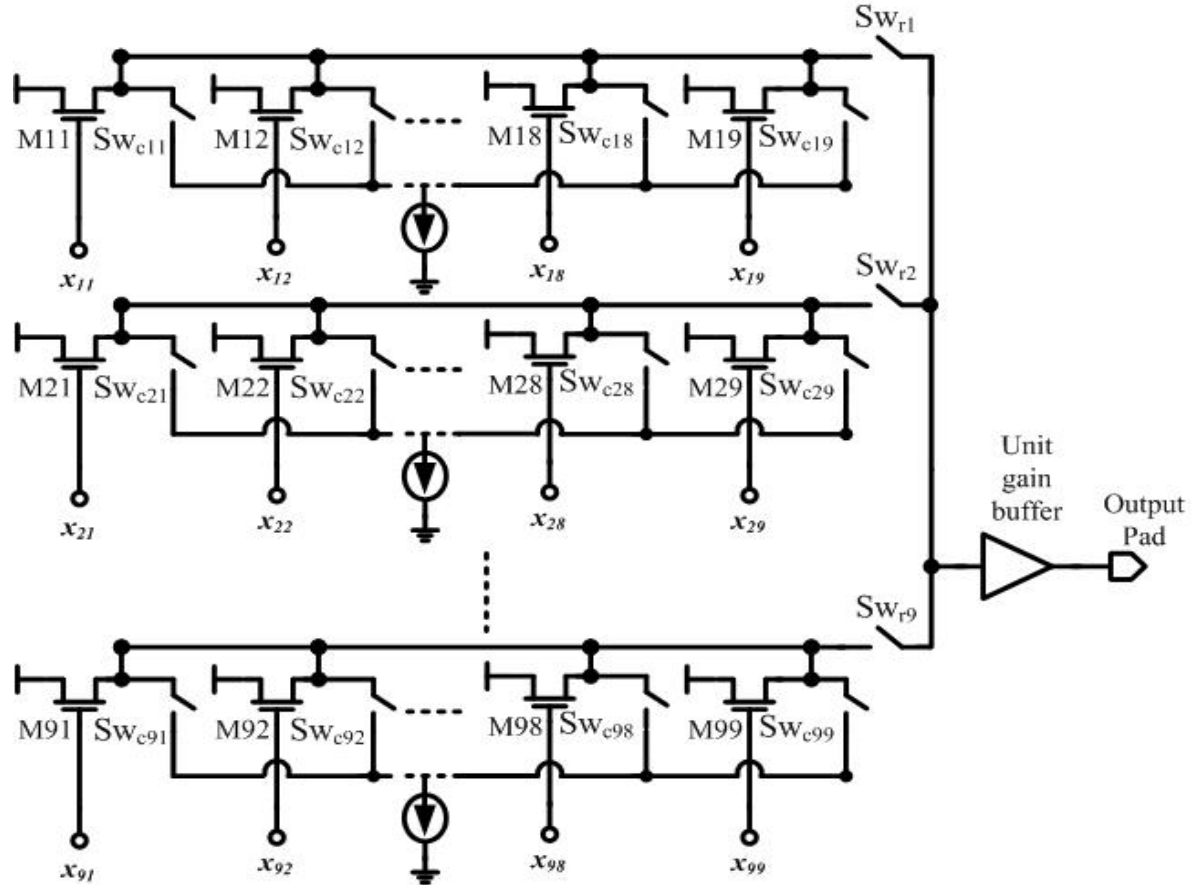 Sw_r1
M11 Sw_c11 M12 Sw_c12 M18 Sw_c18 M19 Sw_c19
x_11 x_12 x_18 x_19
Sw_r2
M21 Sw_c21 M22 Sw_c22 M28 Sw_c28 M29 Sw_c29
x_21 x_22 x_28 x_29
Unit
gain
buffer
Output
Pad
Sw_r9
M91 Sw_c91 M92 Sw_c92 M98 Sw_c98 M99 Sw_c99
x_91 x_92 x_98 x_99